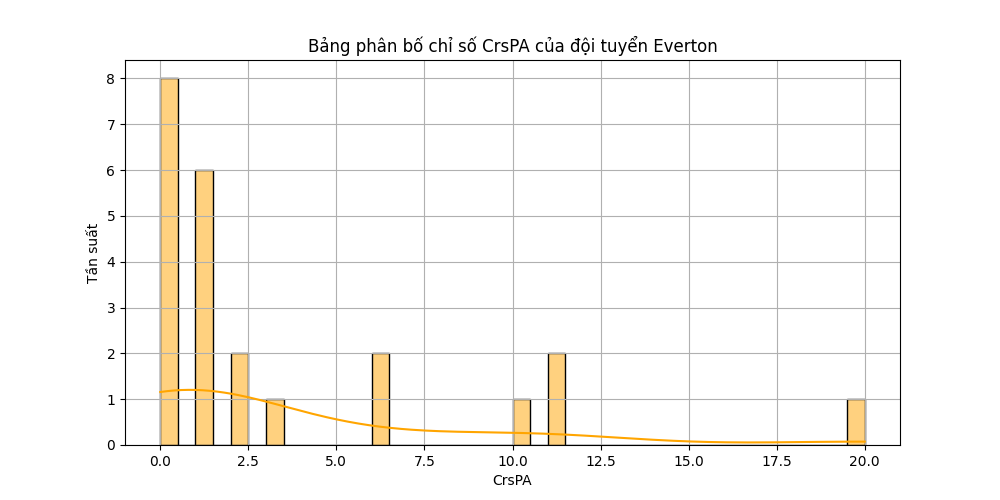 Bảng phân bố chỉ số CrsPA của đội tuyển Everton
Tần suất
8
7
6
5
4
3
2
1
0
0.0 2.5 5.0 7.5 10.0 12.5 15.0 17.5 20.0
CrsPA